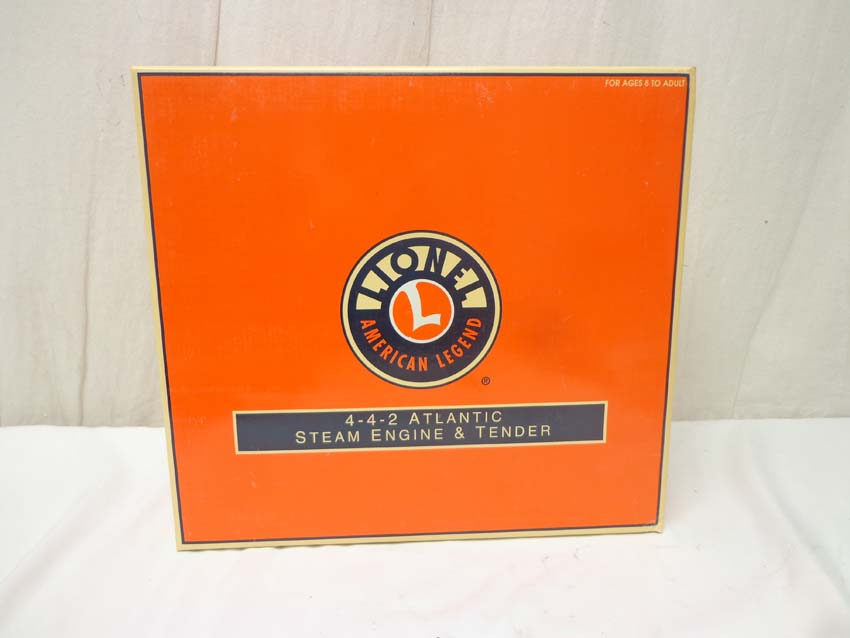 FOR AGES 8 TO ADULT
LIONEL
L
AMERICAN LEGEND
®
4-4-2 ATLANTIC
STEAM ENGINE & TENDER